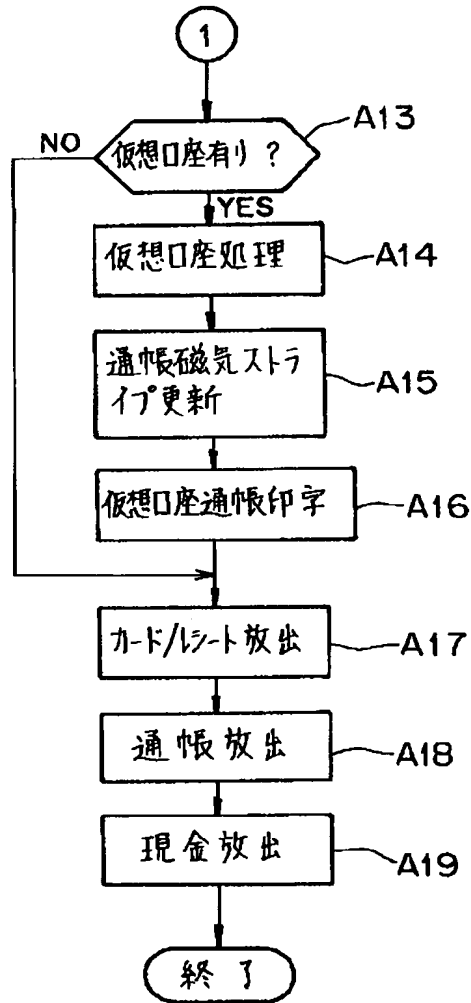 1
仮想口座有り?
A13
NO
YES
仮想口座処理
A14
通帳磁気ストラ
イプ更新
A15
仮想口座通帳印字
A16
カード/レシート放出
A17
通帳放出
A18
現金放出
A19
終了